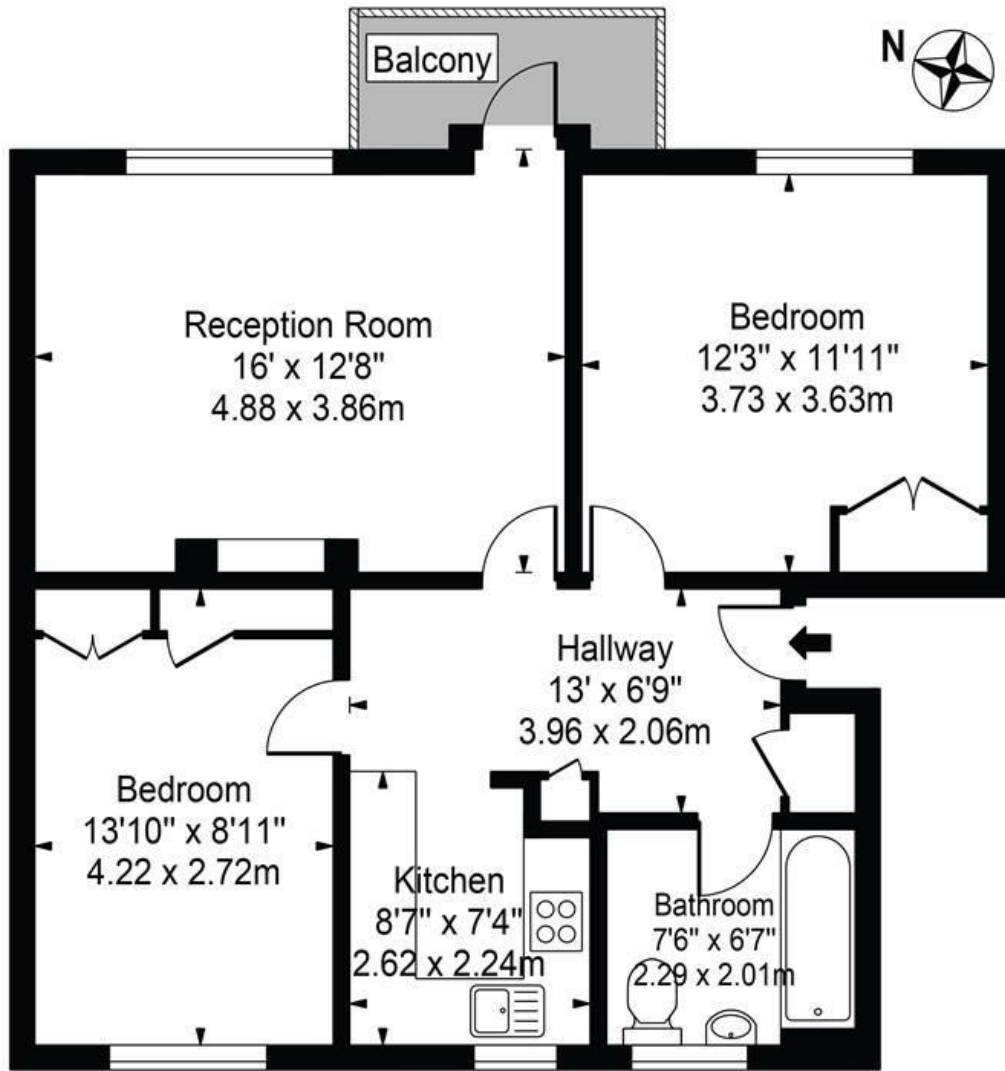 Balcony
N
Reception Room
16' x 12'8"
4.88 x 3.86m
Bedroom
12'3" x 11'11"
3.73 x 3.63m
Hallway
13' x 6'9"
3.96 x 2.06m
Bedroom
13'10" x 8'11"
4.22 x 2.72m
Kitchen
8'7" x 7'4"
2.62 x 2.24m
Bathroom
7'6" x 6'7"
2.29 x 2.01m